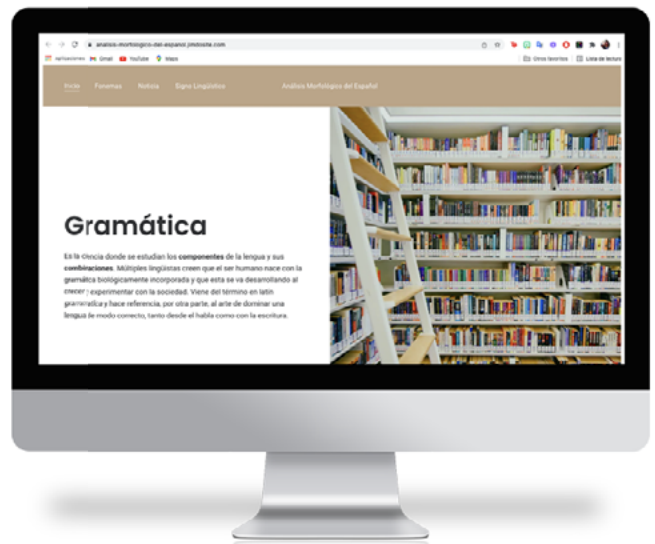 analisis-morfologico-del-espanol.jimdosite.com
Aplicaciones Gmail YouTube Maps Otros favoritos Lista de lectura
Inicio Fonemas Noticia Signo Lingüístico Análisis Morfológico del Español
Gramática
Es la ciencia donde se estudian los componentes de la lengua y sus
combinaciones. Múltiples lingüistas creen que el ser humano nace con la
gramática biológicamente incorporada y que esta se va desarrollando al
crecer y experimentar con la sociedad. Viene del término en latín
grammatica y hace referencia, por otra parte, al arte de dominar una
lengua de modo correcto, tanto desde el habla como con la escritura.